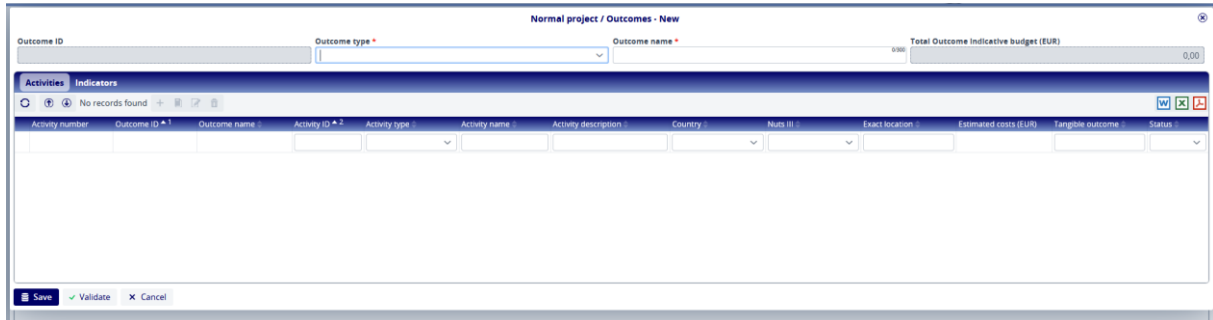 Normal project / Outcomes - New
Outcome ID Outcome type * Outcome name * Total Outcome Indicative budget (EUR)
0/300 0,00
Activities Indicators
No records found
Activity number Outcome ID 1 Outcome name Activity ID 2 Activity type Activity name Activity description Country Nuts III Exact location Estimated costs (EUR) Tangible outcome Status
Save Validate Cancel